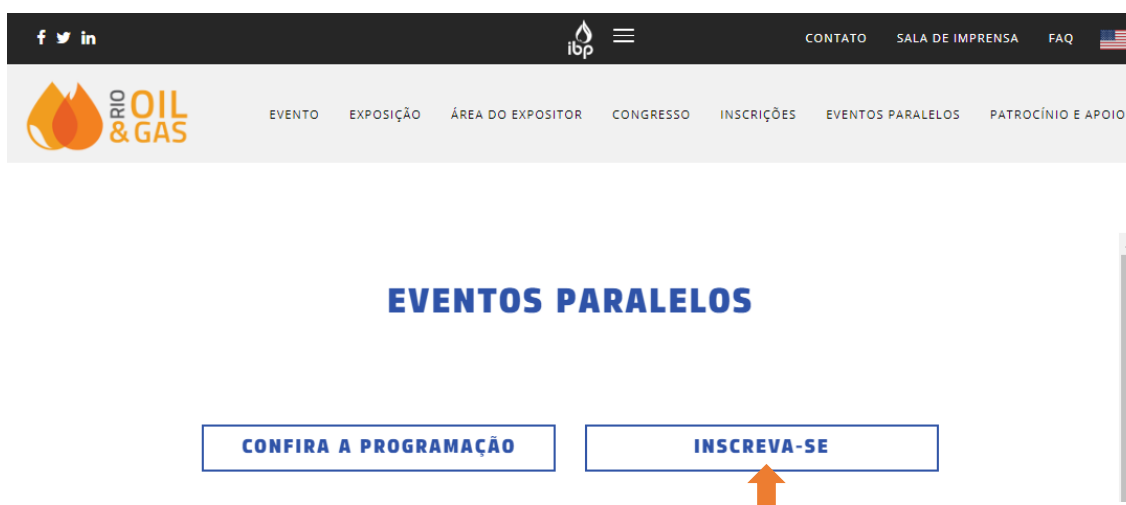 f in
ibp
CONTATO SALA DE IMPRENSA FAQ
RIO OIL & GAS
EVENTO EXPOSIÇÃO ÁREA DO EXPOSITOR CONGRESSO INSCRIÇÕES EVENTOS PARALELOS PATROCÍNIO E APOIO
EVENTOS PARALELOS
CONFIRA A PROGRAMAÇÃO INSCREVA-SE